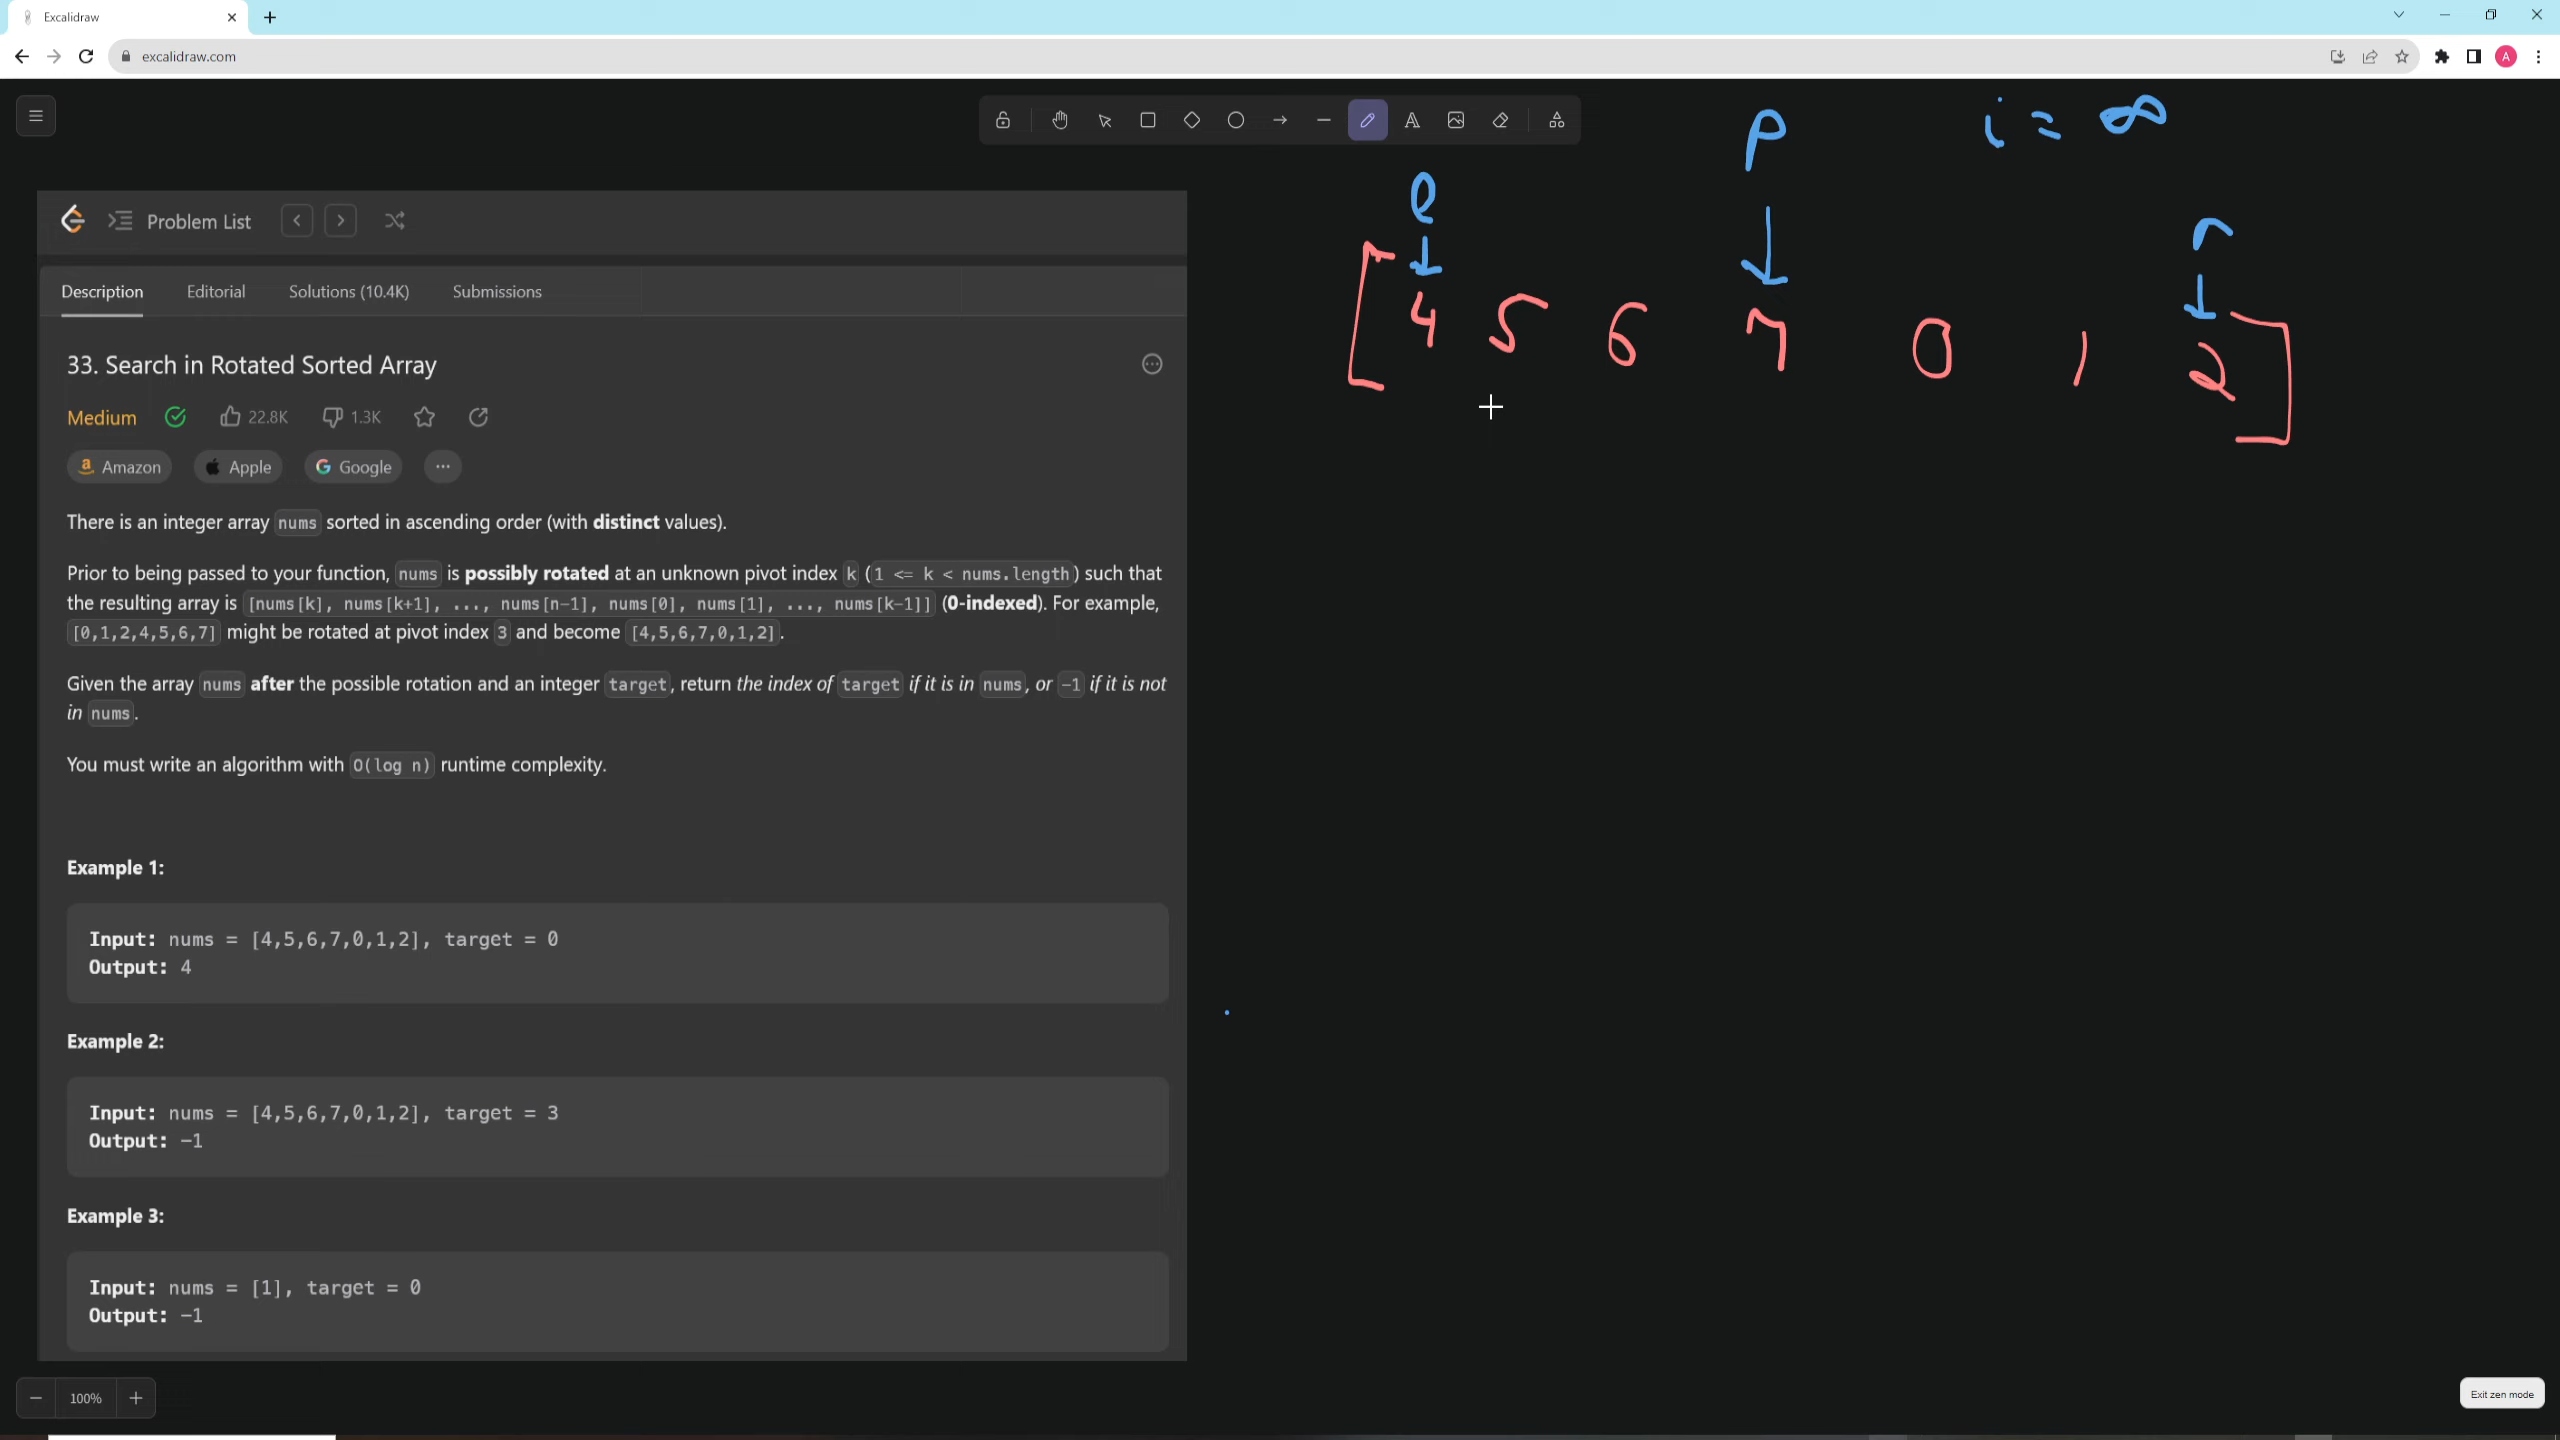 Excalidraw
excalidraw.com
A
p
i = ∞
l
r
[ 4 5 6 7 0 1 2 ]
Problem List
Description Editorial Solutions (10.4K) Submissions
33. Search in Rotated Sorted Array
Medium 22.8K 1.3K
Amazon Apple Google ...
There is an integer array nums sorted in ascending order (with distinct values).
Prior to being passed to your function, nums is possibly rotated at an unknown pivot index k (1 <= k < nums.length) such that
the resulting array is [nums[k], nums[k+1], ..., nums[n-1], nums[0], nums[1], ..., nums[k-1]] (0-indexed). For example,
[0,1,2,4,5,6,7] might be rotated at pivot index 3 and become [4,5,6,7,0,1,2].
Given the array nums after the possible rotation and an integer target, return the index of target if it is in nums, or -1 if it is not
in nums.
You must write an algorithm with O(log n) runtime complexity.
Example 1:
Input: nums = [4,5,6,7,0,1,2], target = 0
Output: 4
Example 2:
Input: nums = [4,5,6,7,0,1,2], target = 3
Output: -1
Example 3:
Input: nums = [1], target = 0
Output: -1
100%
Exit zen mode